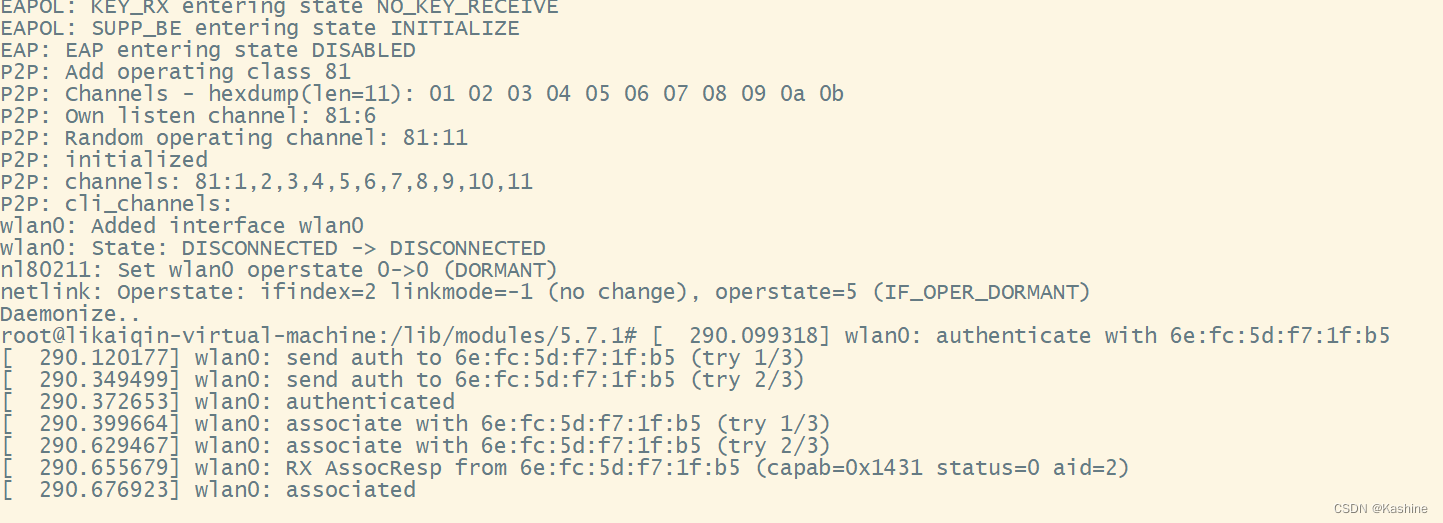 EAPOL: KEY_RX entering state NO_KEY_RECEIVE
EAPOL: SUPP_BE entering state INITIALIZE
EAP: EAP entering state DISABLED
P2P: Add operating class 81
P2P: Channels - hexdump(len=11): 01 02 03 04 05 06 07 08 09 0a 0b
P2P: Own listen channel: 81:6
P2P: Random operating channel: 81:11
P2P: initialized
P2P: channels: 81:1,2,3,4,5,6,7,8,9,10,11
P2P: cli_channels:
wlan0: Added interface wlan0
wlan0: State: DISCONNECTED -> DISCONNECTED
nl80211: Set wlan0 operstate 0->0 (DORMANT)
netlink: Operstate: ifindex=2 linkmode=-1 (no change), operstate=5 (IF_OPER_DORMANT)
Daemonize..
root@likaiqin-virtual-machine:/lib/modules/5.7.1# [  290.099318] wlan0: authenticate with 6e:fc:5d:f7:1f:b5
[  290.120177] wlan0: send auth to 6e:fc:5d:f7:1f:b5 (try 1/3)
[  290.349499] wlan0: send auth to 6e:fc:5d:f7:1f:b5 (try 2/3)
[  290.372653] wlan0: authenticated
[  290.399664] wlan0: associate with 6e:fc:5d:f7:1f:b5 (try 1/3)
[  290.629467] wlan0: associate with 6e:fc:5d:f7:1f:b5 (try 2/3)
[  290.655679] wlan0: RX AssocResp from 6e:fc:5d:f7:1f:b5 (capab=0x1431 status=0 aid=2)
[  290.676923] wlan0: associated
CSDN @Kashine